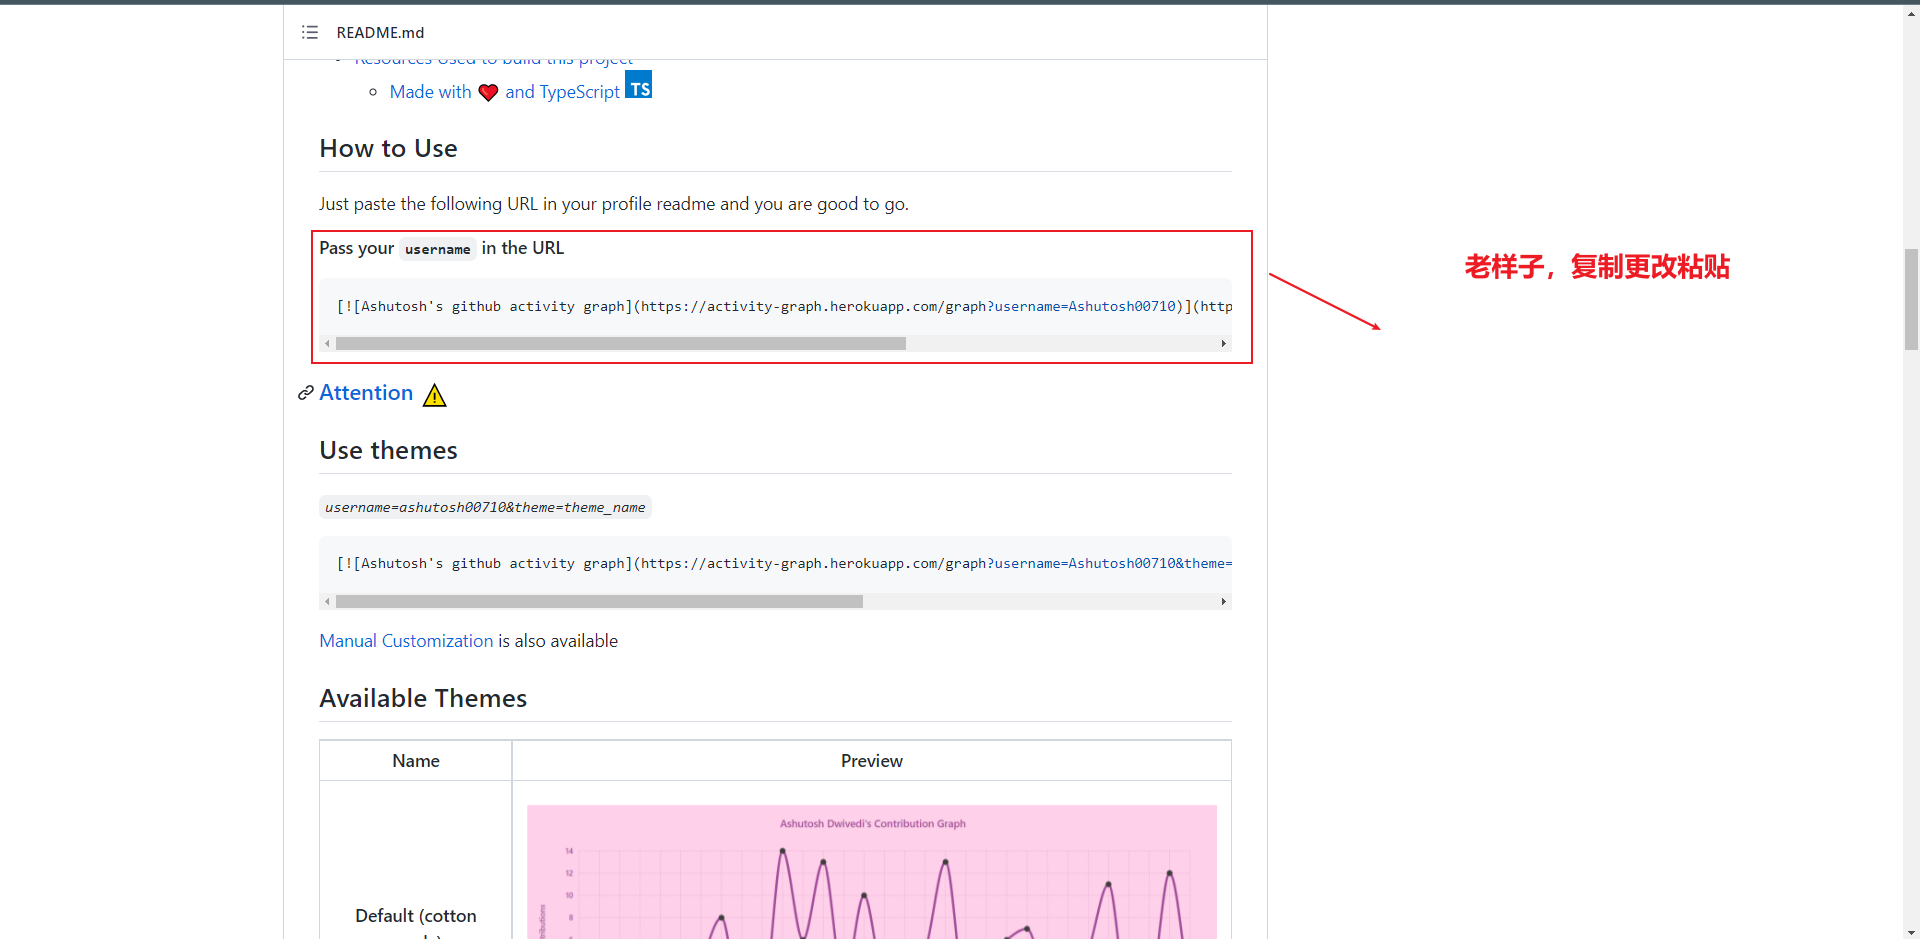 README.md
Resources Used to build this project
Made with and TypeScript TS
How to Use
Just paste the following URL in your profile readme and you are good to go.
Pass your username in the URL
[![Ashutosh's github activity graph](https://activity-graph.herokuapp.com/graph?username=Ashutosh00710)](http
老样子，复制更改粘贴
Attention
Use themes
username=ashutosh00710&theme=theme_name
[![Ashutosh's github activity graph](https://activity-graph.herokuapp.com/graph?username=Ashutosh00710&theme=
Manual Customization is also available
Available Themes
Name Preview
Ashutosh Dwivedi's Contribution Graph
14
12
10
8
Default (cotton